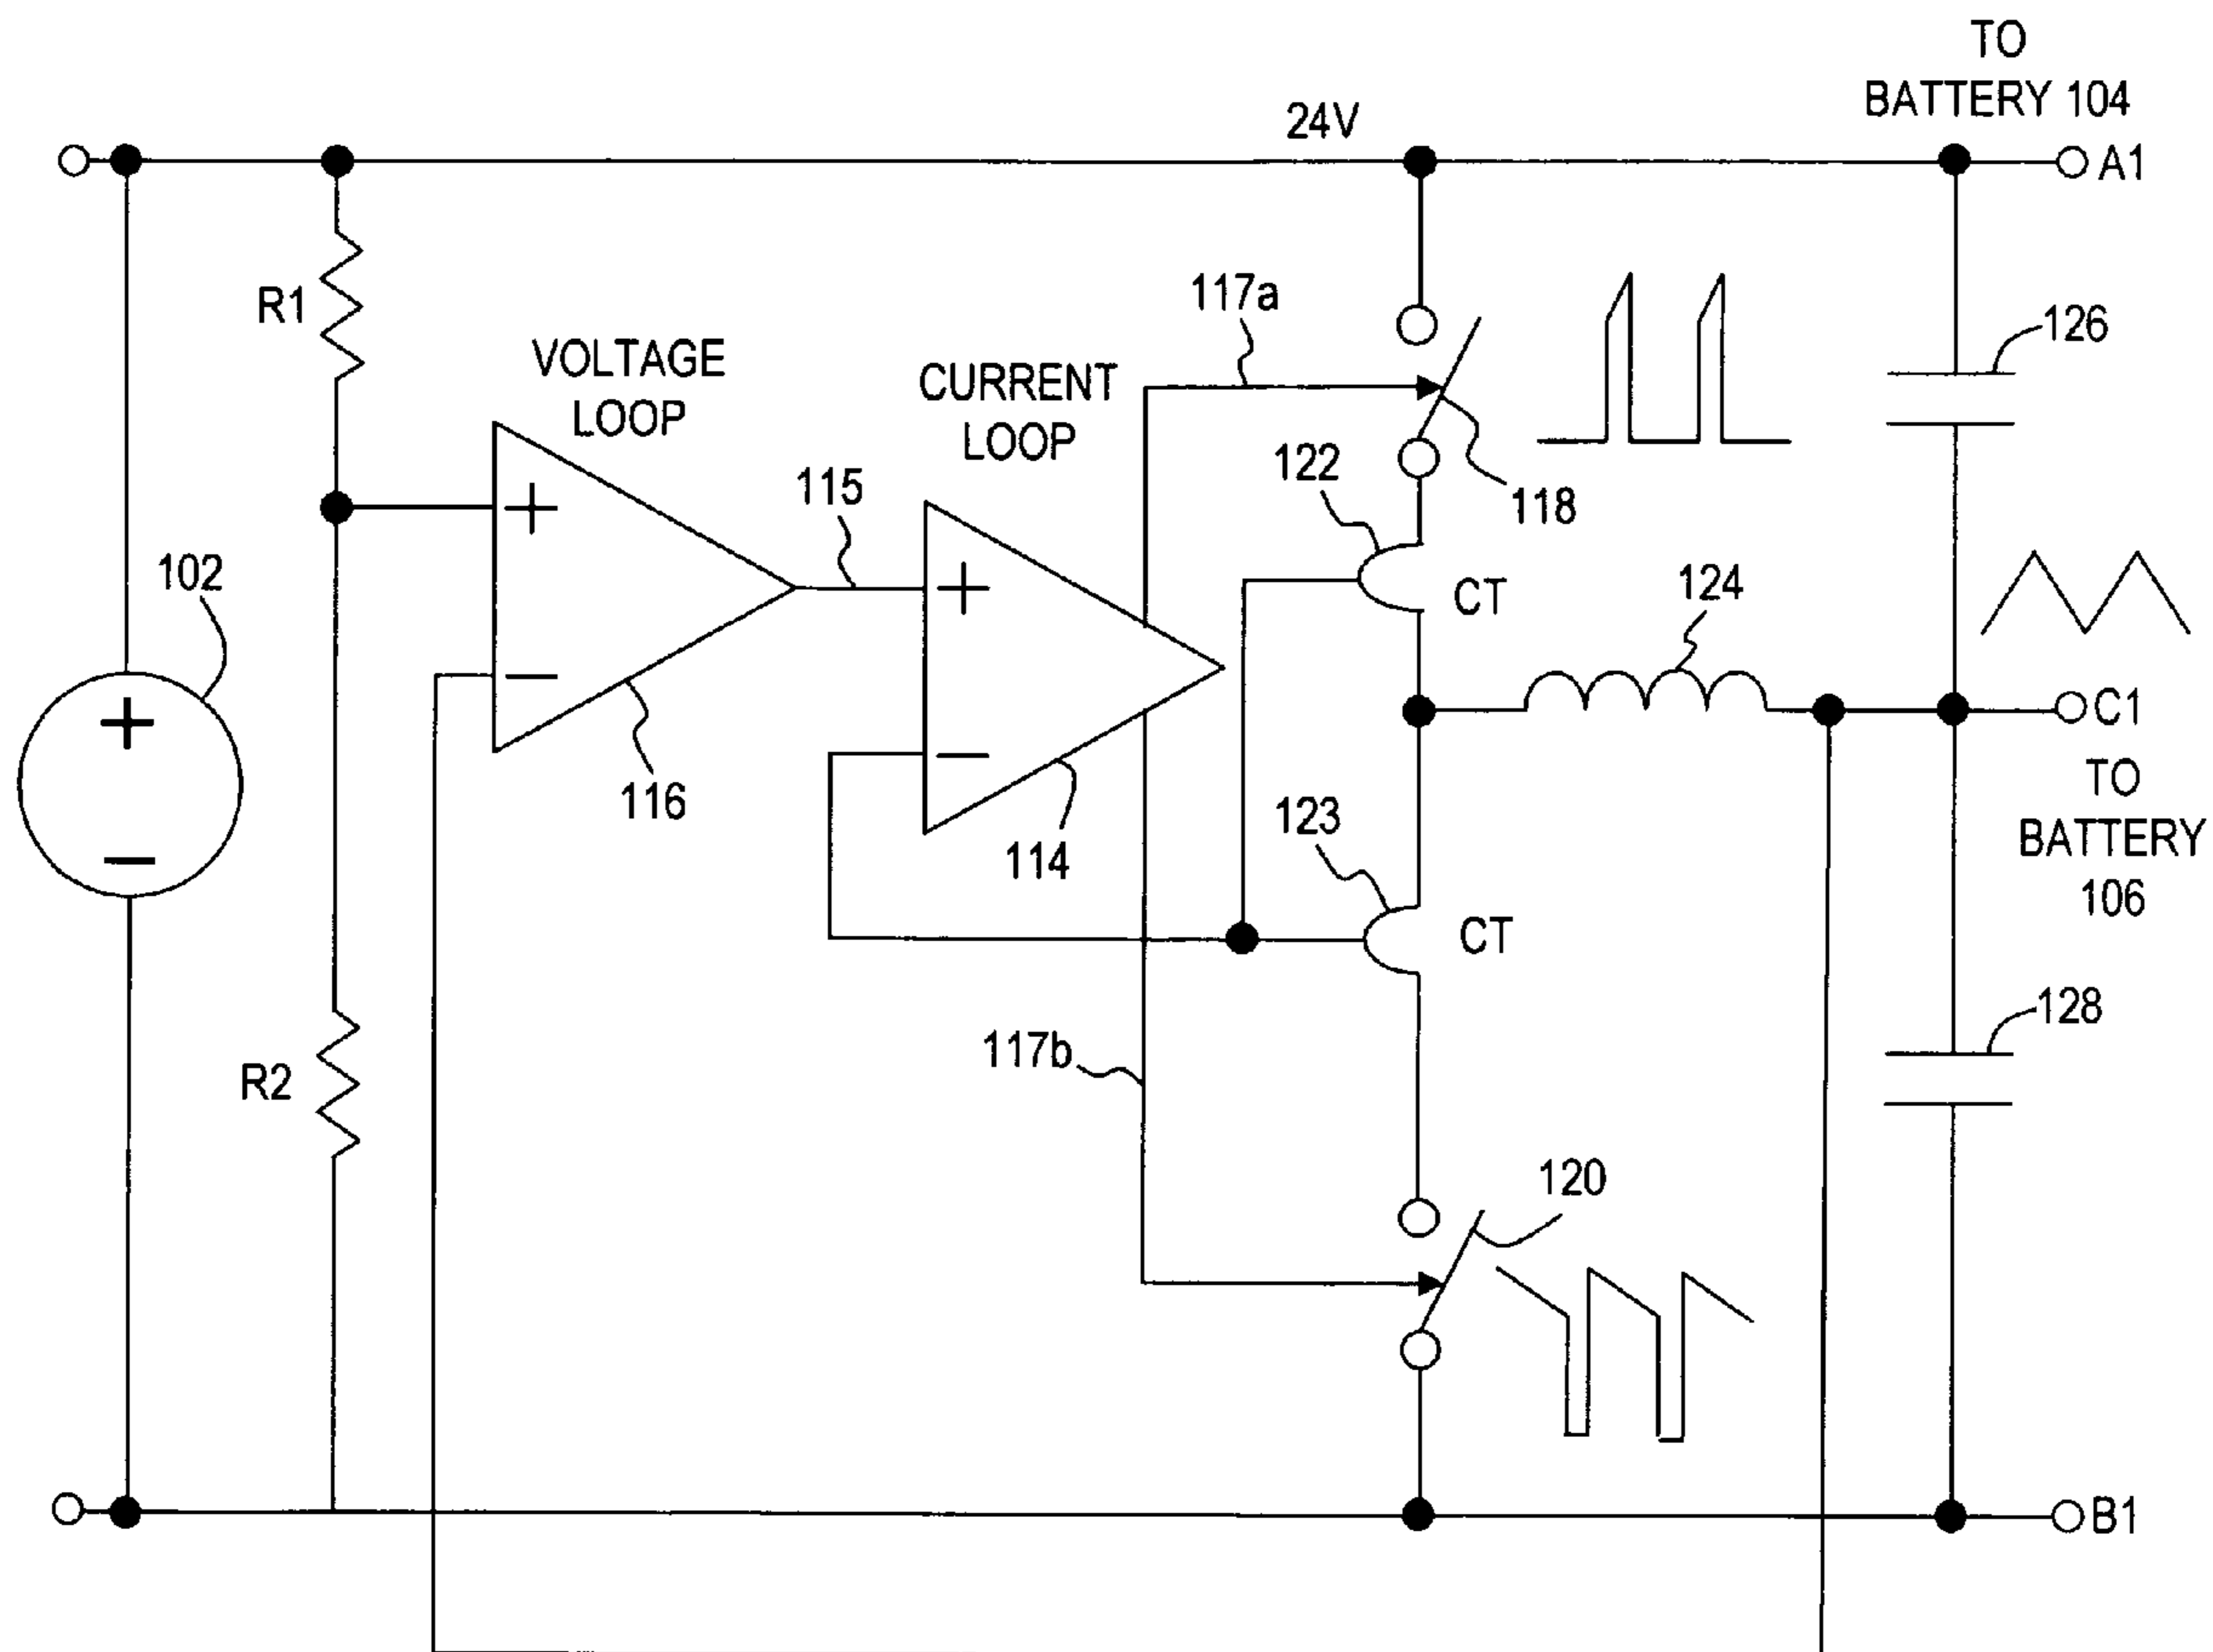 TO
BATTERY 104
24V
A1
R1
117a
126
VOLTAGE
LOOP
CURRENT
LOOP
+
122
118
115
102
+
CT
124
+
−
C1
−
116
TO
BATTERY
106
123
114
−
CT
128
117b
R2
120
B1